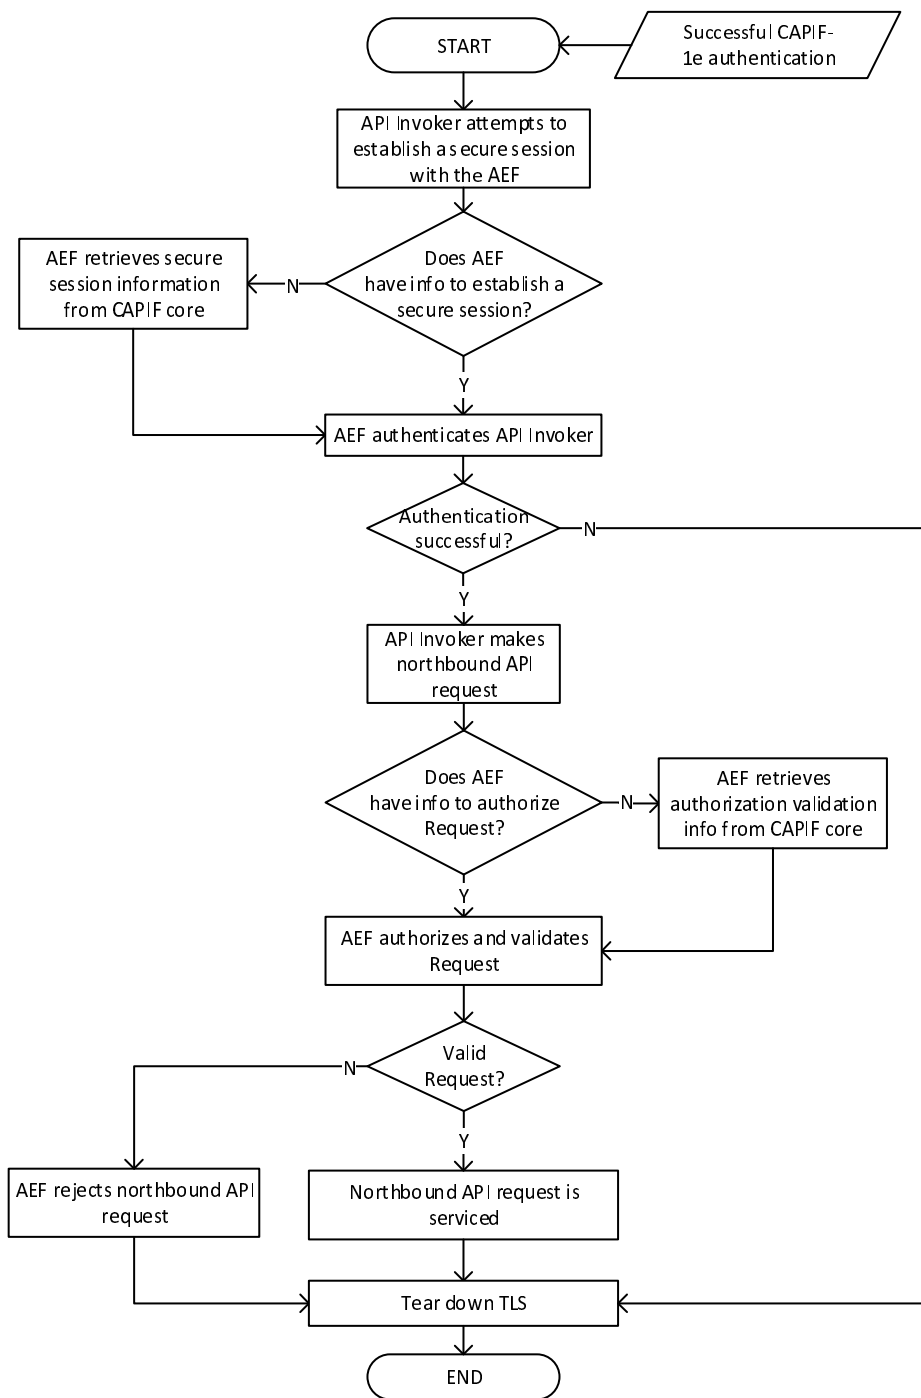 START
Successful CAPIF-
1e authentication
API Invoker attempts to
establish a secure session
with the AEF
Does AEF
have info to establish a
secure session?
N
AEF retrieves secure
session information
from CAPIF core
Y
AEF authenticates API Invoker
Authentication
successful?
N
Y
API Invoker makes
northbound API
request
Does AEF
have info to authorize
Request?
N
AEF retrieves
authorization validation
info from CAPIF core
Y
AEF authorizes and validates
Request
Valid
Request?
N
Y
AEF rejects northbound API
request
Northbound API request is
serviced
Tear down TLS
END